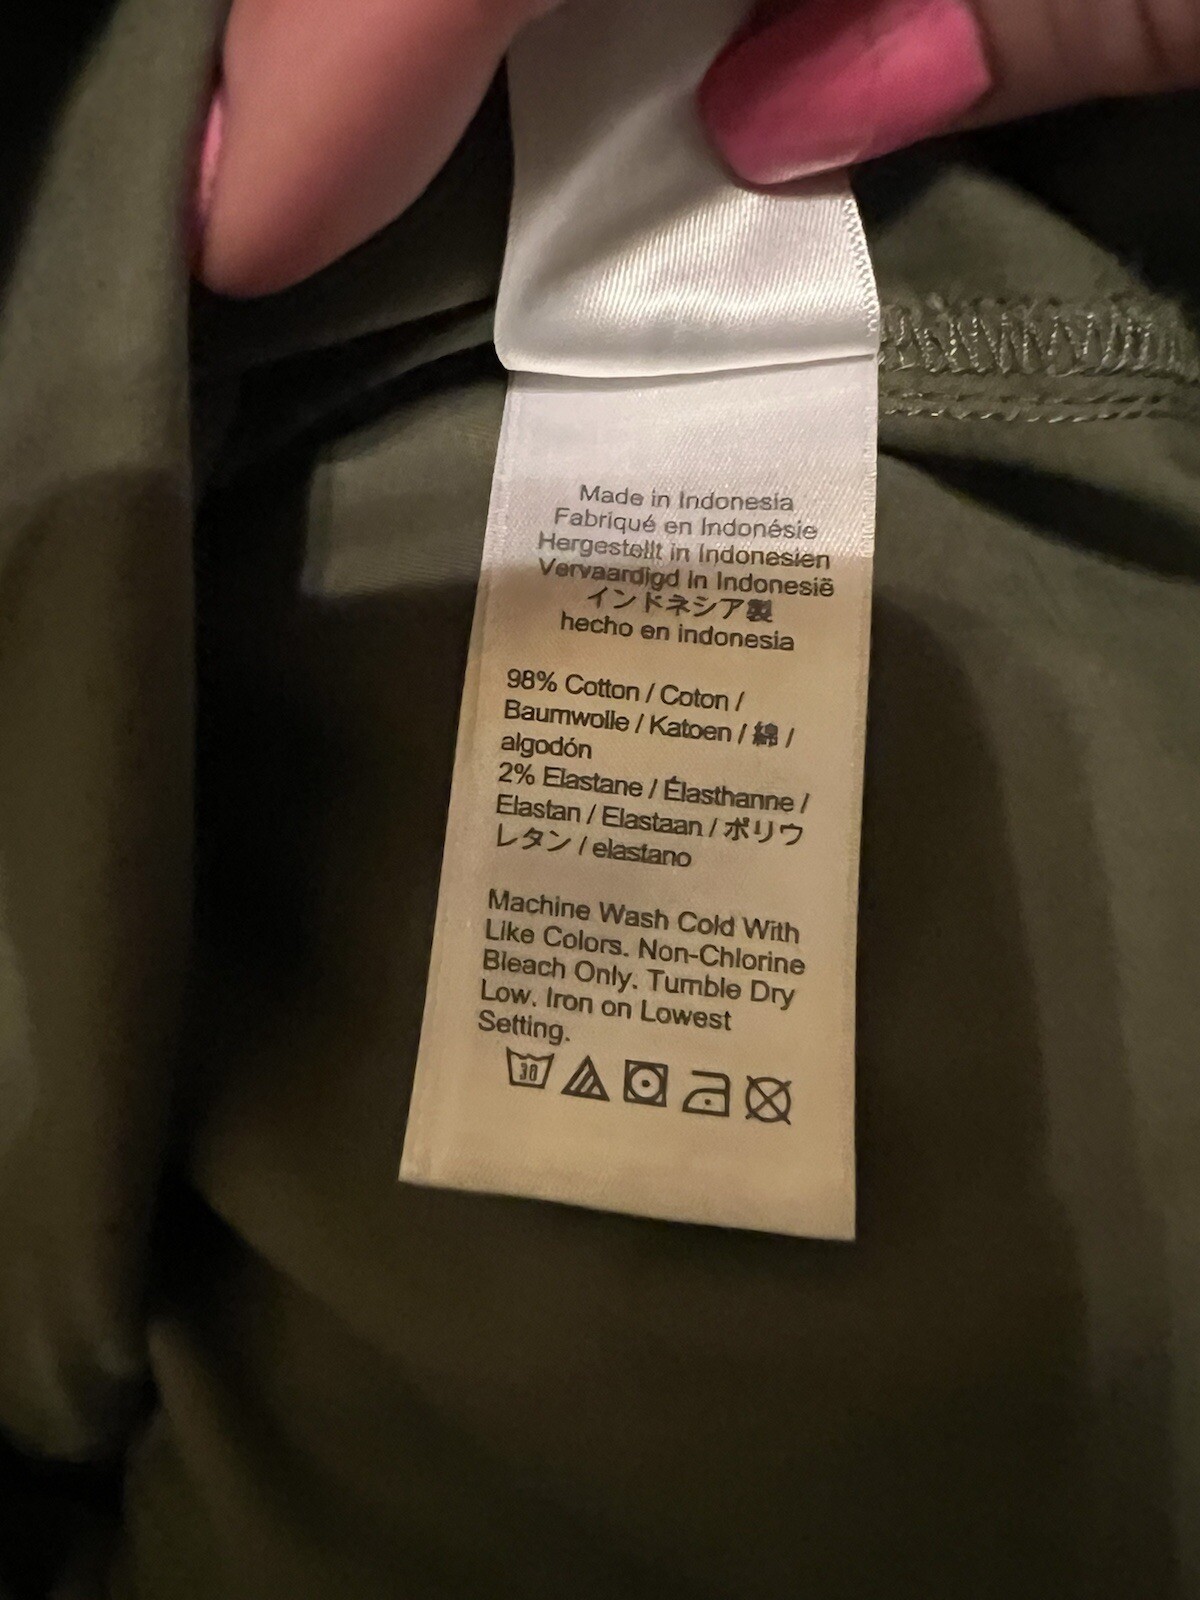 Made in Indonesia
Fabriqué en Indonésie
Hergestellt in Indonesien
Vervaardigd in Indonesië
インドネシア製
hecho en indonesia
98% Cotton / Coton /
Baumwolle / Katoen / 綿 /
algodón
2% Elastane / Élasthanne /
Elastan / Elastaan / ポリウ
レタン / elastano
Machine Wash Cold With
Like Colors. Non-Chlorine
Bleach Only. Tumble Dry
Low. Iron on Lowest
Setting.
30